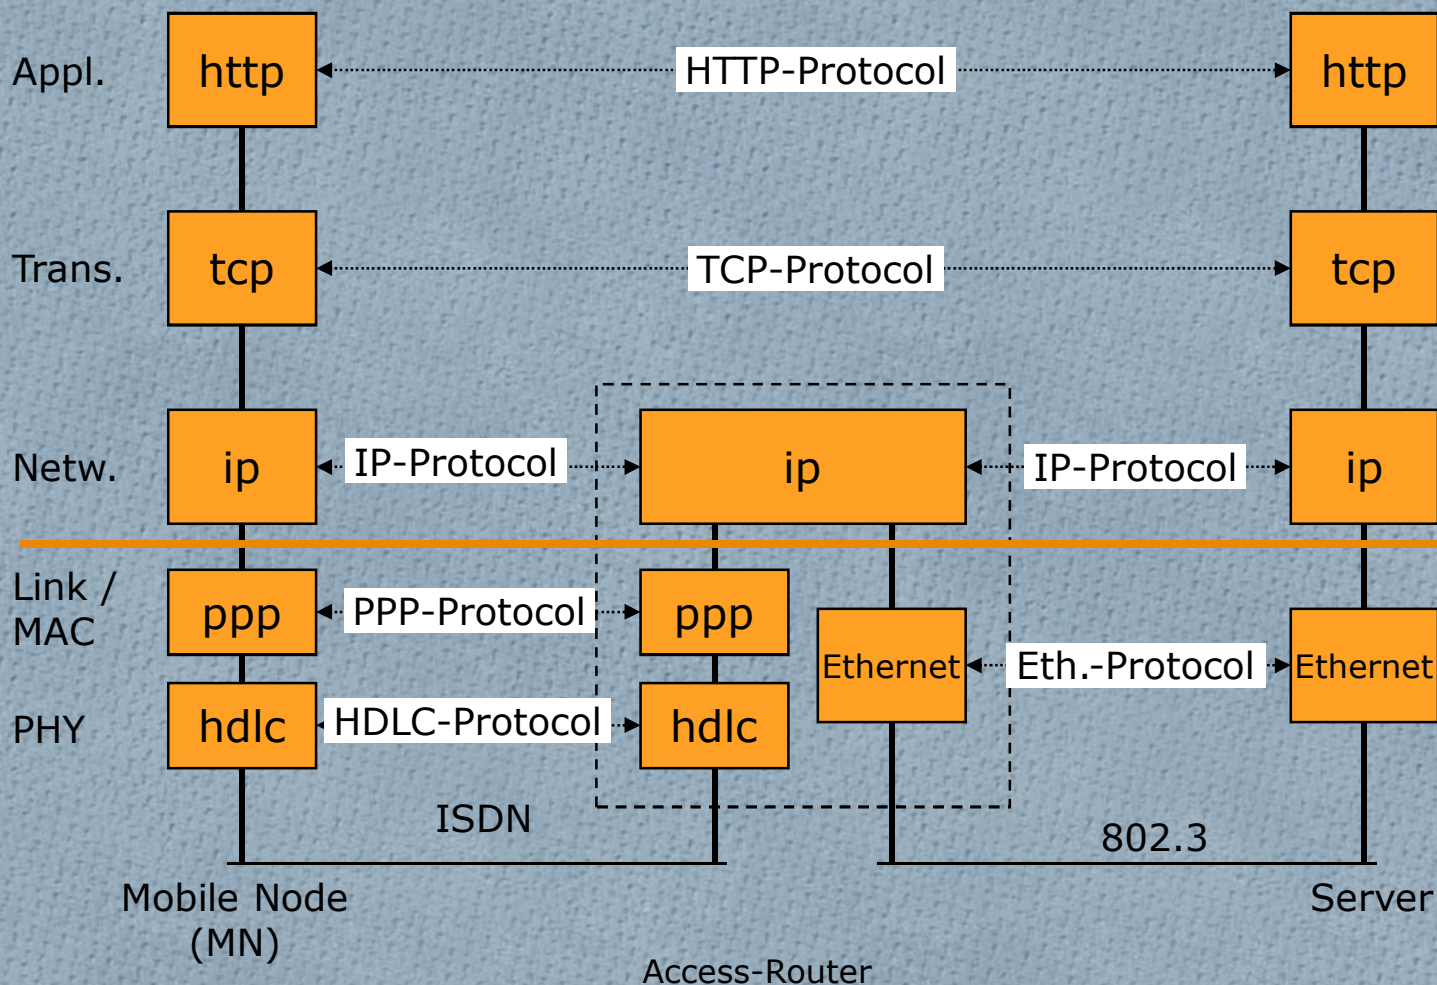 Appl.
http
HTTP-Protocol
http
Trans.
tcp
TCP-Protocol
tcp
Netw.
ip
IP-Protocol
ip
IP-Protocol
ip
Link /
MAC
ppp
PPP-Protocol
ppp
Ethernet
Eth.-Protocol
Ethernet
PHY
hdlc
HDLC-Protocol
hdlc
ISDN
802.3
Mobile Node
(MN)
Server
Access-Router